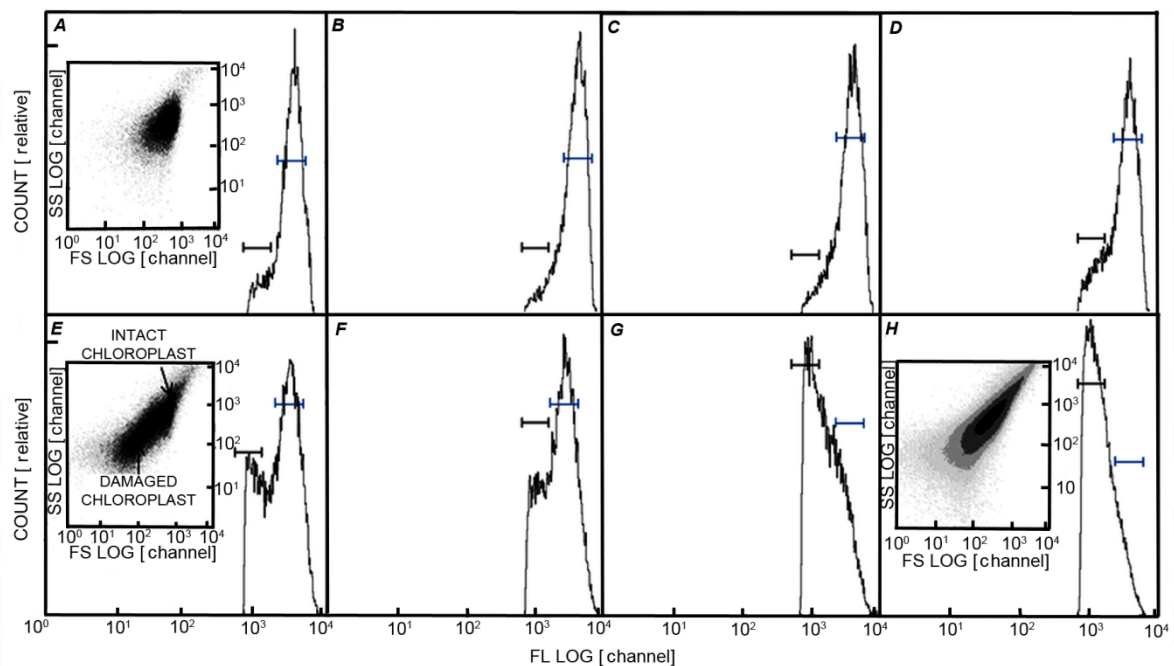 A
B
C
D
COUNT [ relative]
SS LOG [channel]
10⁴
10³
10²
10¹
10⁰ 10¹ 10² 10³ 10⁴
FS LOG [channel]
E
F
G
H
COUNT [ relative]
INTACT
CHLOROPLAST
SS LOG [channel]
10⁴
10³
10²
10¹
DAMAGED
CHLOROPLAST
10⁰ 10¹ 10² 10³ 10⁴
FS LOG [channel]
SS LOG [channel]
10⁴
10³
10²
10
10⁰ 10¹ 10² 10³ 10⁴
FS LOG [channel]
10⁰ 10¹ 10² 10³ 10⁴ 10¹ 10² 10³ 10⁴ 10¹ 10² 10³ 10⁴ 10¹ 10² 10³ 10⁴
FL LOG [channel]